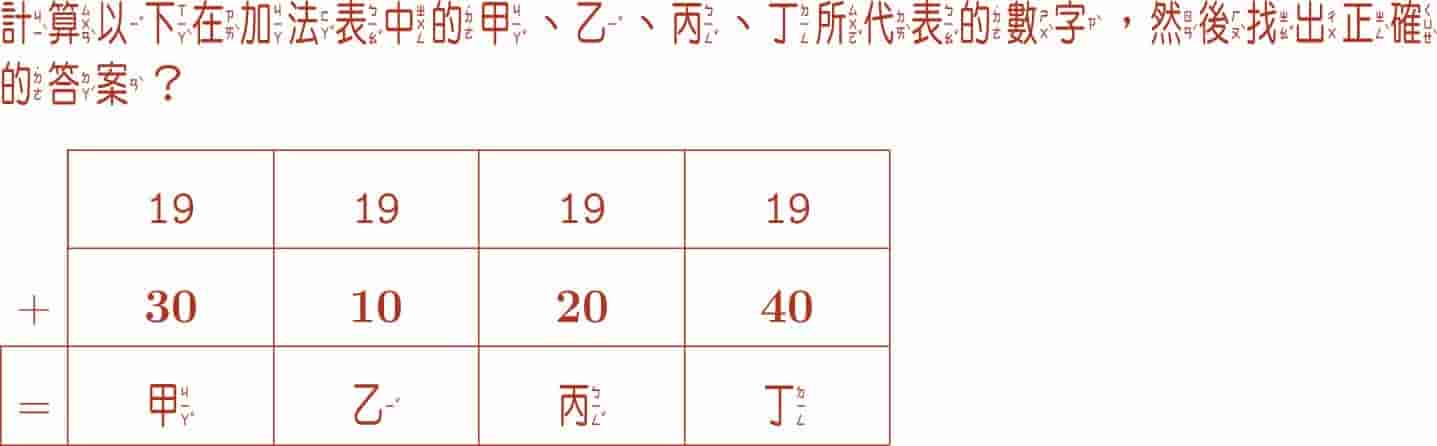 計算以下在加法表中的甲、乙、丙、丁所代表的數字，然後找出正確
的答案？
19 19 19 19
+ 30 10 20 40
= 甲 乙 丙 丁